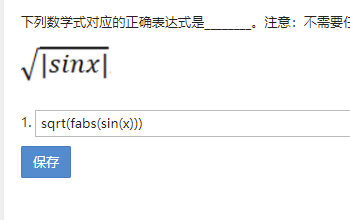 下列数学式对应的正确表达式是________。注意：不需要任
√|sinx|
1. sqrt(fabs(sin(x)))
保存